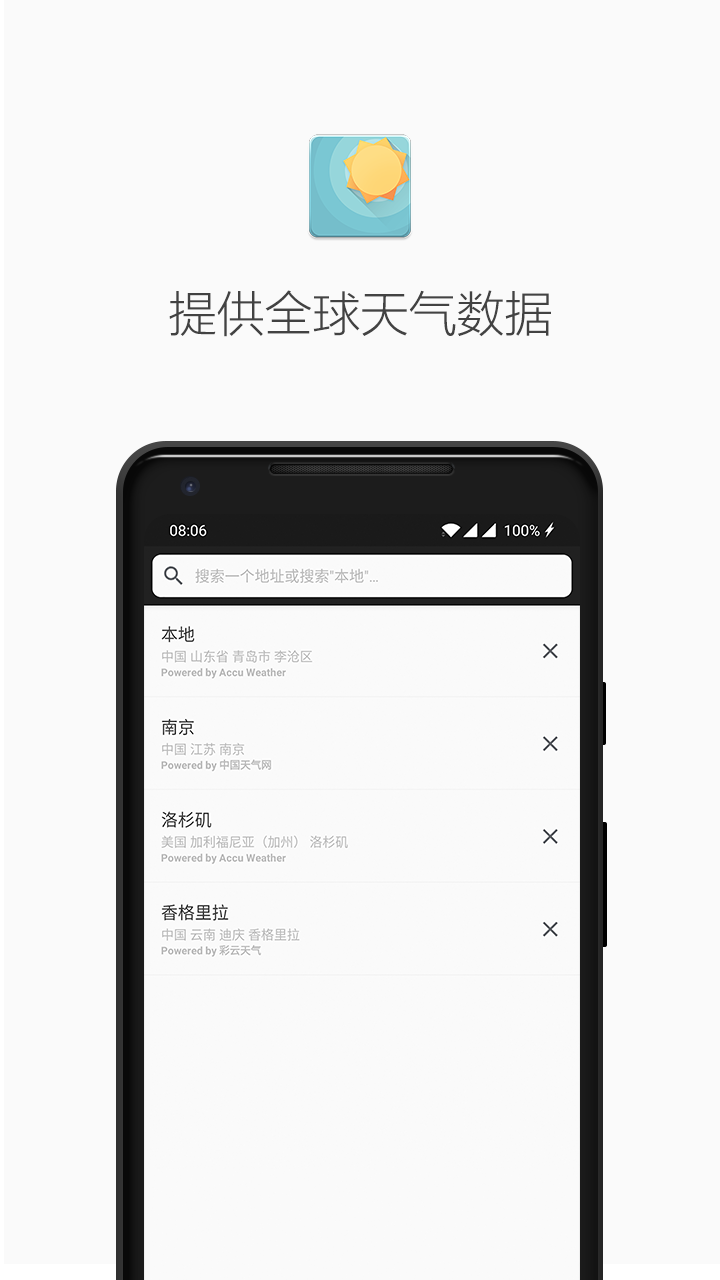 提供全球天气数据
08:06 100%
搜索一个地址或搜索"本地"...
本地
中国 山东省 青岛市 李沧区
Powered by Accu Weather
南京
中国 江苏 南京
Powered by 中国天气网
洛杉矶
美国 加利福尼亚（加州） 洛杉矶
Powered by Accu Weather
香格里拉
中国 云南 迪庆 香格里拉
Powered by 彩云天气